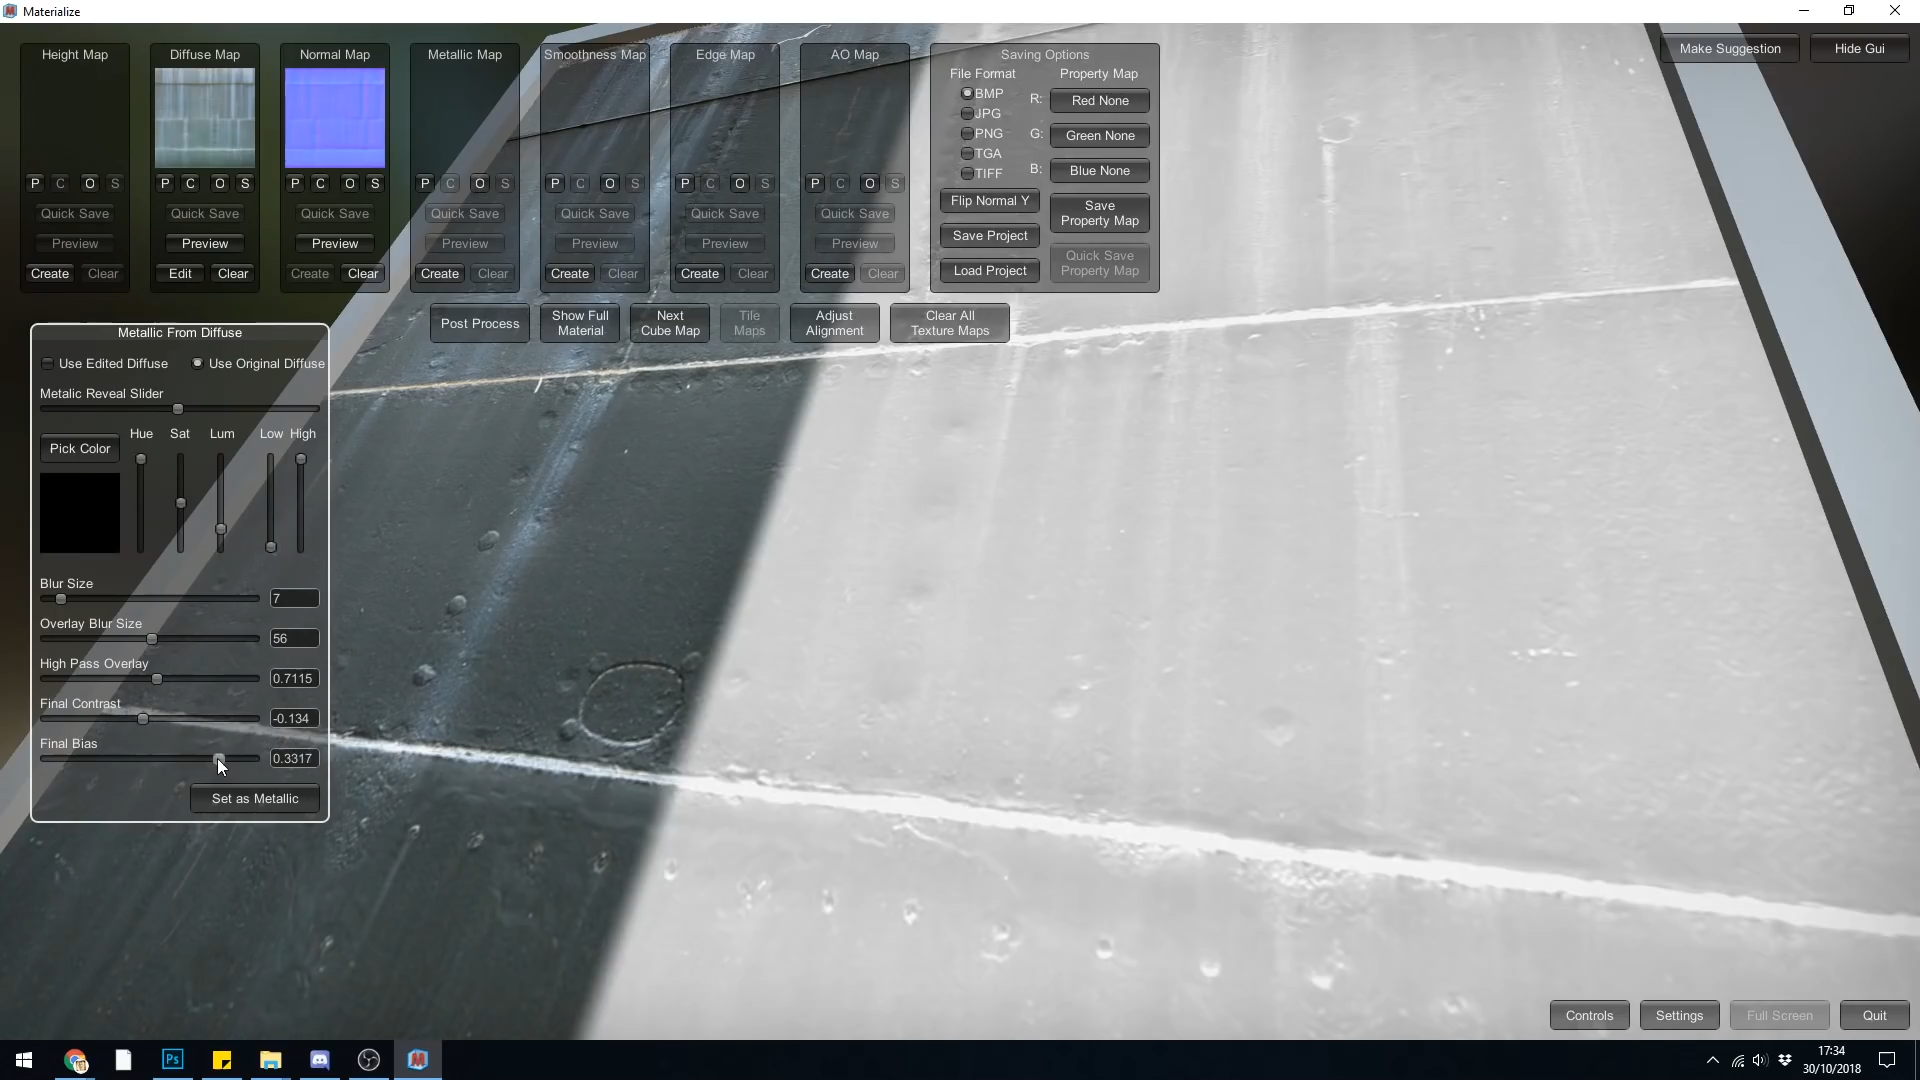 Materialize
Height Map
Diffuse Map
Normal Map
Metallic Map
Smoothness Map
Edge Map
AO Map
Saving Options
Make Suggestion
Hide Gui
File Format
Property Map
BMP
JPG
PNG
TGA
TIFF
R:
Red None
G:
Green None
B:
Blue None
P C O S
P C O S
P C O S
P C O S
P C O S
P C O S
P C O S
Quick Save
Quick Save
Quick Save
Quick Save
Quick Save
Quick Save
Quick Save
Preview
Preview
Preview
Preview
Preview
Preview
Preview
Create Clear
Edit Clear
Create Clear
Create Clear
Create Clear
Create Clear
Create Clear
Flip Normal Y
Save Project
Load Project
Save
Property Map
Quick Save
Property Map
Post Process
Show Full
Material
Next
Cube Map
Tile
Maps
Adjust
Alignment
Clear All
Texture Maps
Metallic From Diffuse
Use Edited Diffuse
Use Original Diffuse
Metalic Reveal Slider
Hue Sat Lum Low High
Pick Color
Blur Size
7
Overlay Blur Size
56
High Pass Overlay
0.7115
Final Contrast
-0.134
Final Bias
0.3317
Set as Metallic
Controls
Settings
Full Screen
Quit
Ps
17:34
30/10/2018